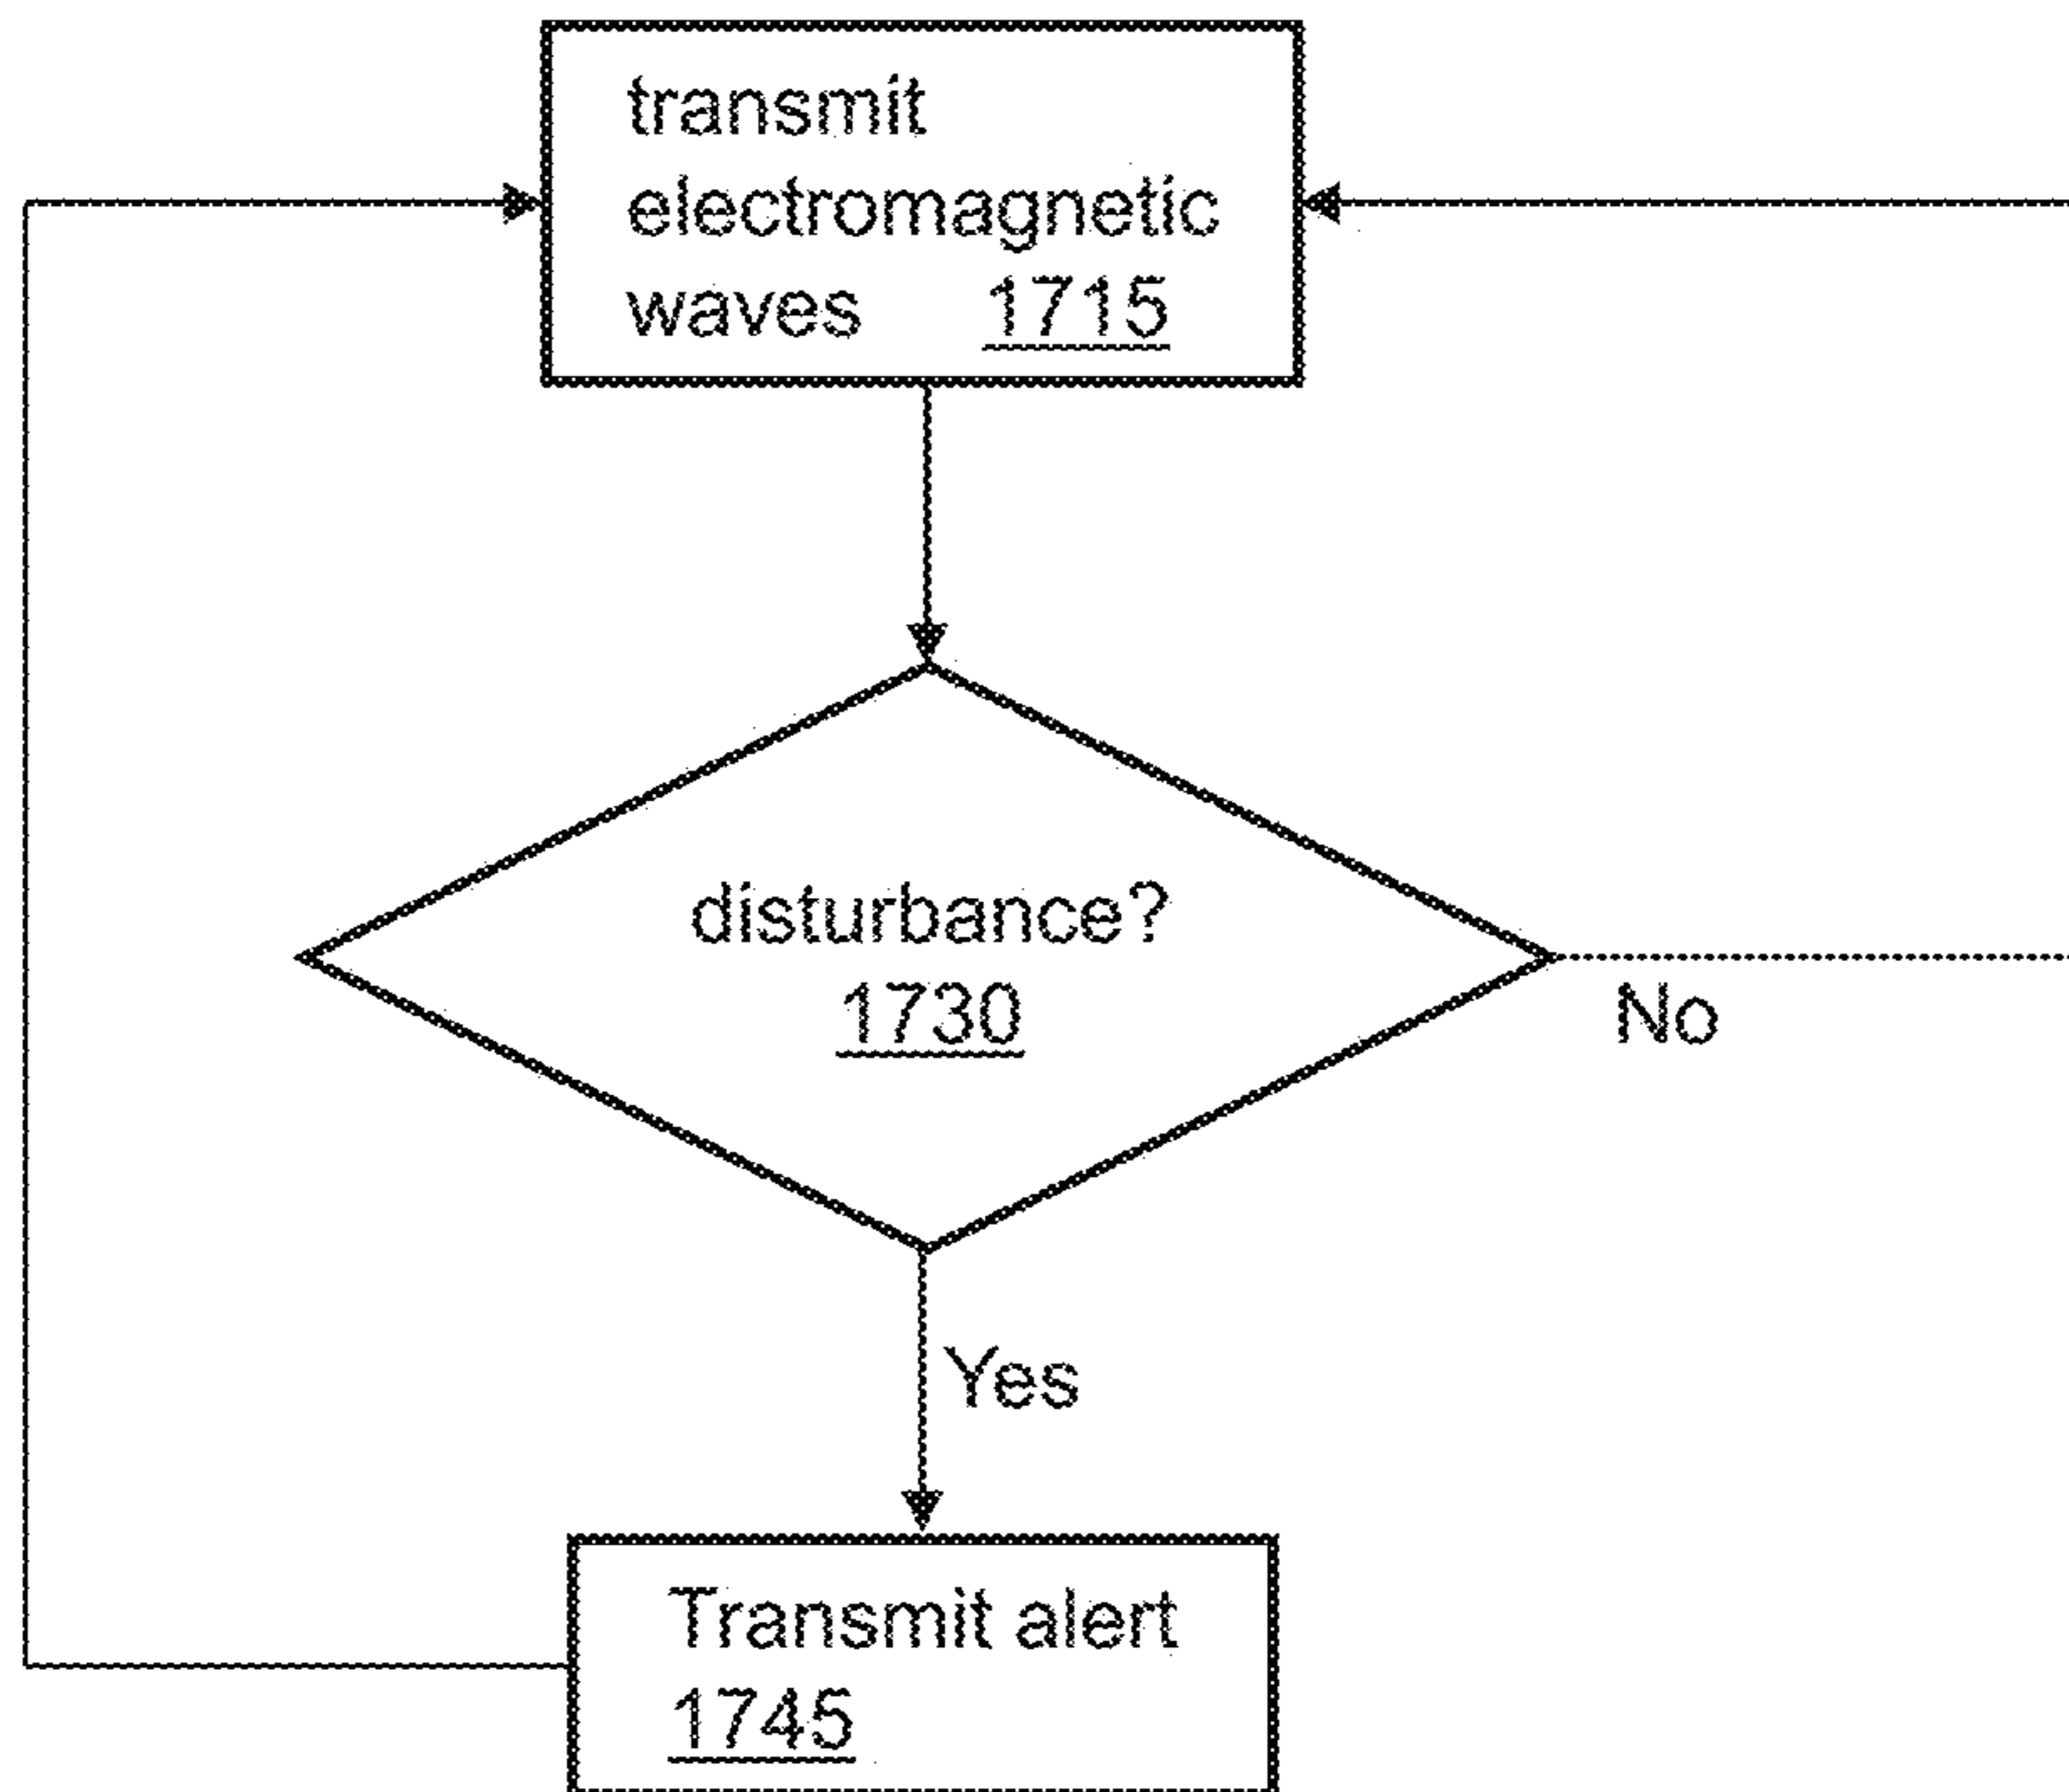 transmit
electromagnetic
waves 1715
disturbance?
1730
No
Yes
Transmit alert
1745